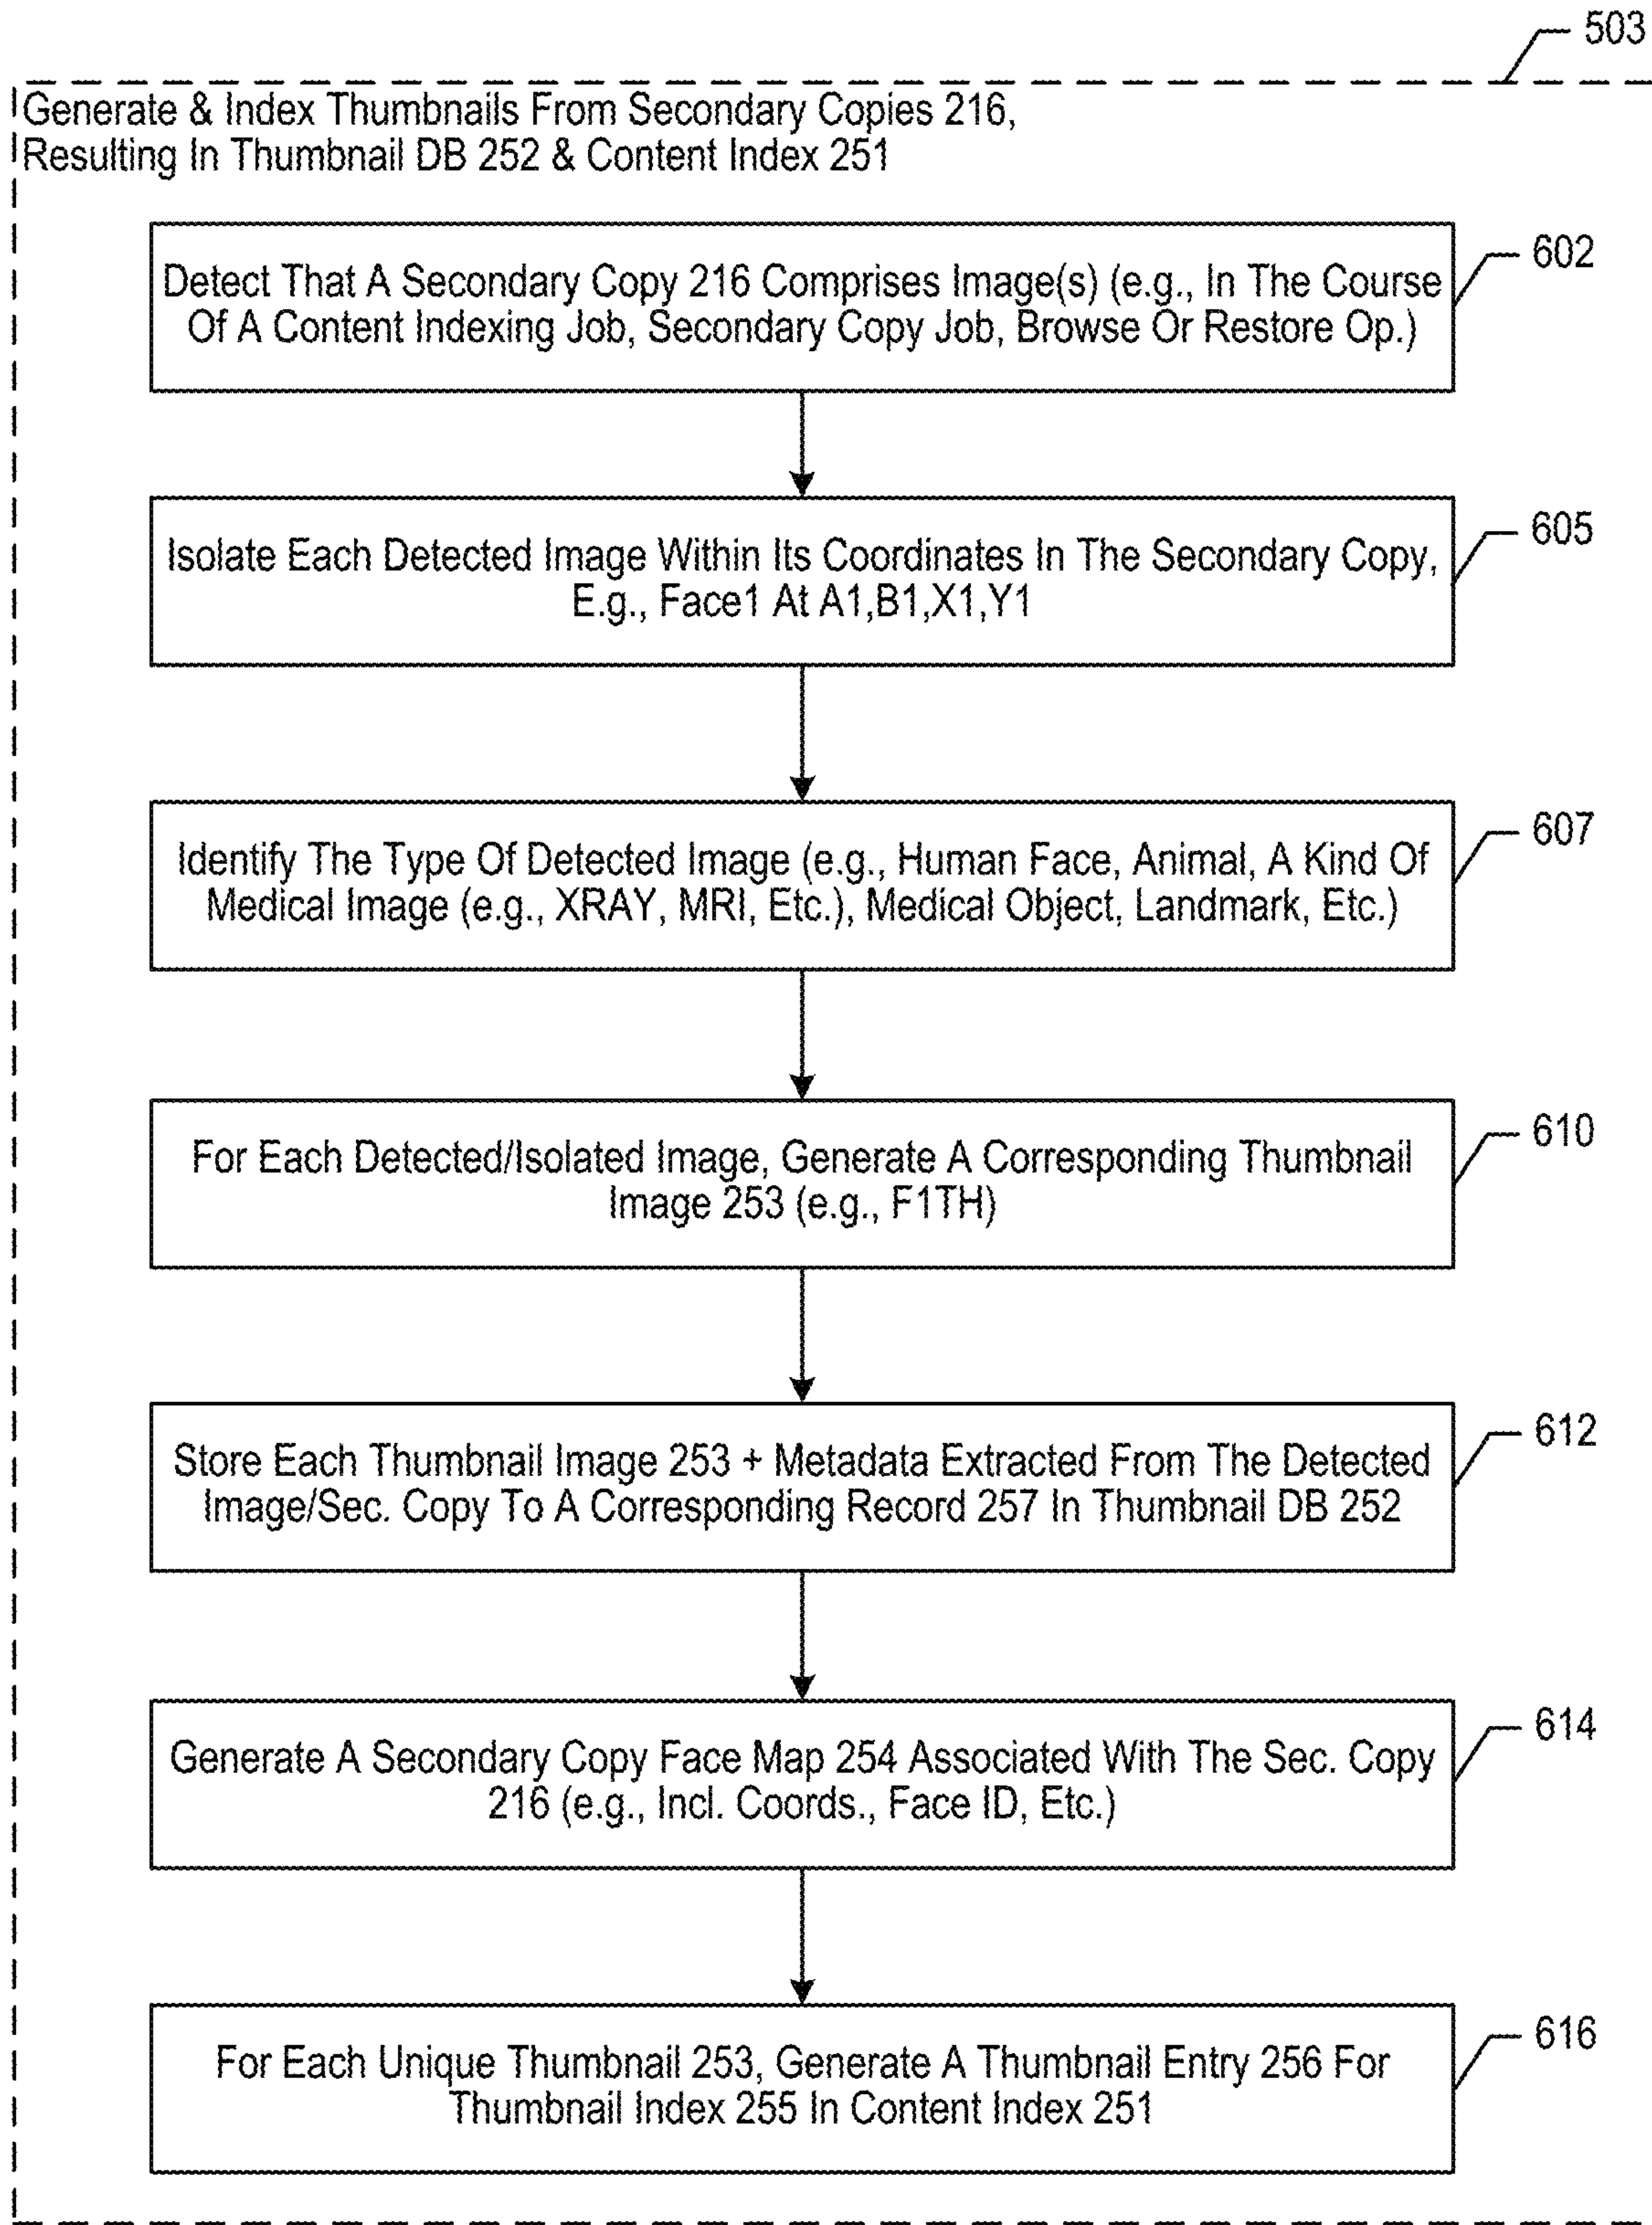 503
Generate & Index Thumbnails From Secondary Copies 216,
Resulting In Thumbnail DB 252 & Content Index 251
602
Detect That A Secondary Copy 216 Comprises Image(s) (e.g., In The Course
Of A Content Indexing Job, Secondary Copy Job, Browse Or Restore Op.)
605
Isolate Each Detected Image Within Its Coordinates In The Secondary Copy,
E.g., Face1 At A1,B1,X1,Y1
607
Identify The Type Of Detected Image (e.g., Human Face, Animal, A Kind Of
Medical Image (e.g., XRAY, MRI, Etc.), Medical Object, Landmark, Etc.)
610
For Each Detected/Isolated Image, Generate A Corresponding Thumbnail
Image 253 (e.g., F1TH)
612
Store Each Thumbnail Image 253 + Metadata Extracted From The Detected
Image/Sec. Copy To A Corresponding Record 257 In Thumbnail DB 252
614
Generate A Secondary Copy Face Map 254 Associated With The Sec. Copy
216 (e.g., Incl. Coords., Face ID, Etc.)
616
For Each Unique Thumbnail 253, Generate A Thumbnail Entry 256 For
Thumbnail Index 255 In Content Index 251